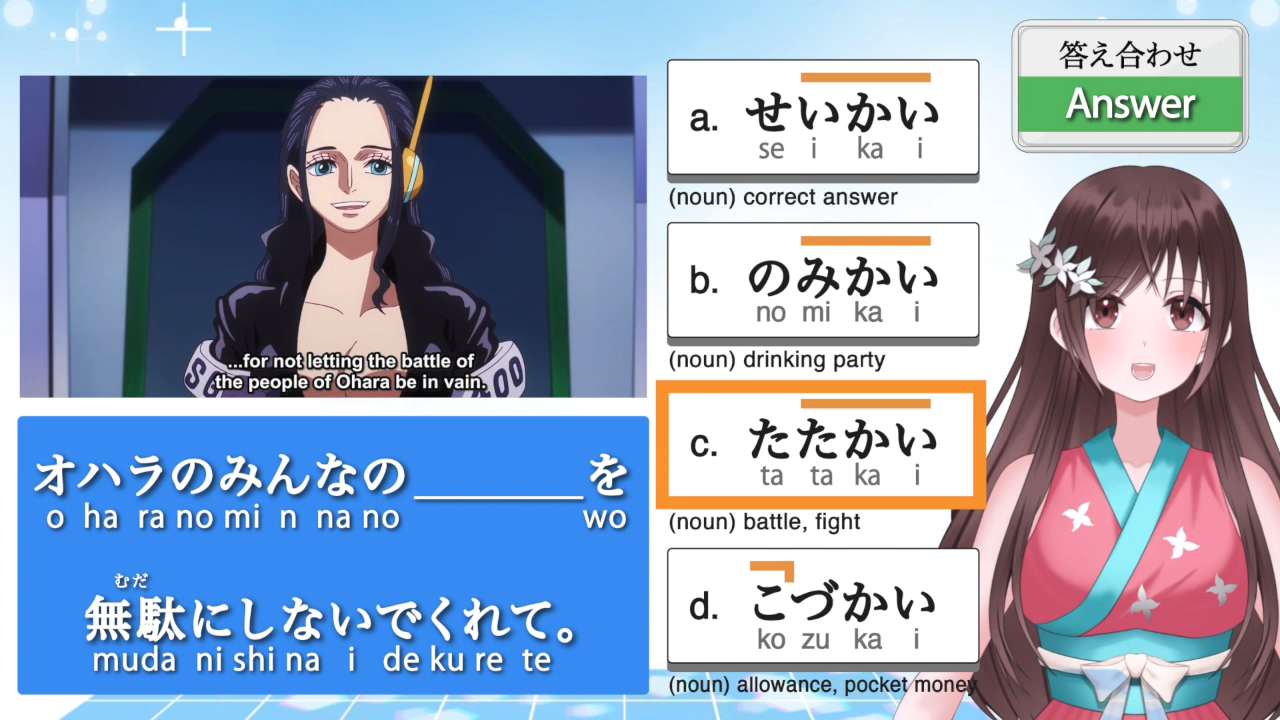 答え合わせ
Answer
...for not letting the battle of
the people of Ohara be in vain.
オハラのみんなの______を
o ha ra no mi n na no wo
むだ
無駄にしないでくれて。
muda ni shi na i de ku re te
a. せいかい
se i ka i
(noun) correct answer
b. のみかい
no mi ka i
(noun) drinking party
c. たたかい
ta ta ka i
(noun) battle, fight
d. こづかい
ko zu ka i
(noun) allowance, pocket money